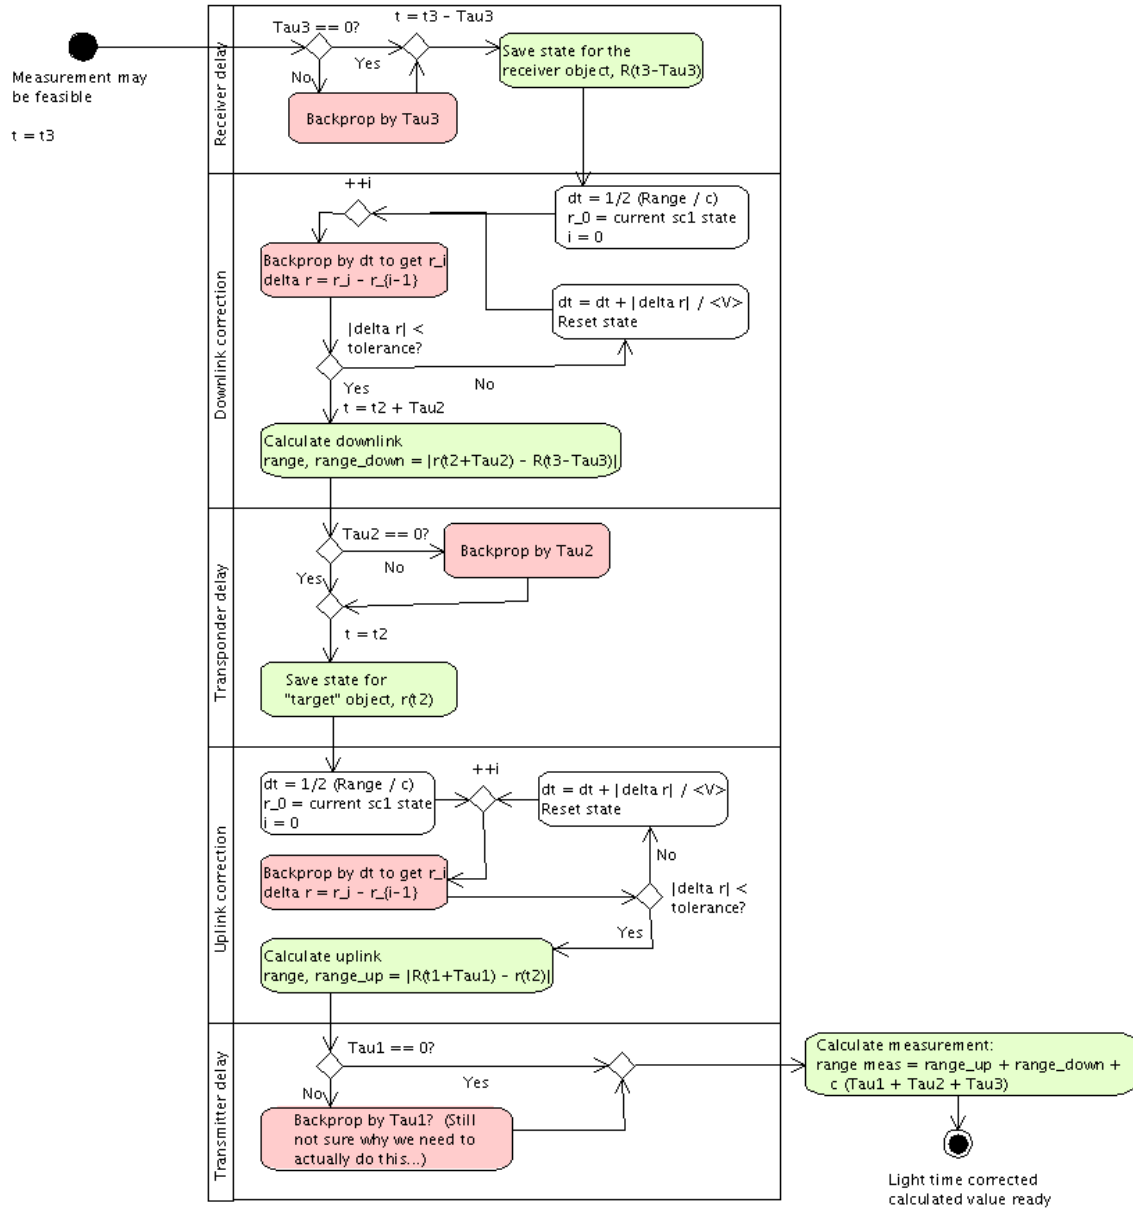 Measurement may
be feasible
t = t3
Receiver delay
Tau3 == 0?
t = t3 - Tau3
Yes
No
Backprop by Tau3
Save state for the
receiver object, R(t3-Tau3)
Downlink correction
++i
dt = 1/2 (Range / c)
r_0 = current sc1 state
i = 0
Backprop by dt to get r_i
delta r = r_i - r_{i-1}
dt = dt + |delta r| / <V>
Reset state
|delta r| <
tolerance?
No
Yes
t = t2 + Tau2
Calculate downlink
range, range_down = |r(t2+Tau2) - R(t3-Tau3)|
Transponder delay
Tau2 == 0?
No
Yes
Backprop by Tau2
t = t2
Save state for
"target" object, r(t2)
Uplink correction
dt = 1/2 (Range / c)
r_0 = current sc1 state
i = 0
++i
dt = dt + |delta r| / <V>
Reset state
Backprop by dt to get r_i
delta r = r_i - r_{i-1}
No
|delta r| <
tolerance?
Yes
Calculate uplink
range, range_up = |R(t1+Tau1) - r(t2)|
Transmitter delay
Tau1 == 0?
Yes
No
Backprop by Tau1? (Still
not sure why we need to
actually do this...)
Calculate measurement:
range meas = range_up + range_down +
c (Tau1 + Tau2 + Tau3)
Light time corrected
calculated value ready